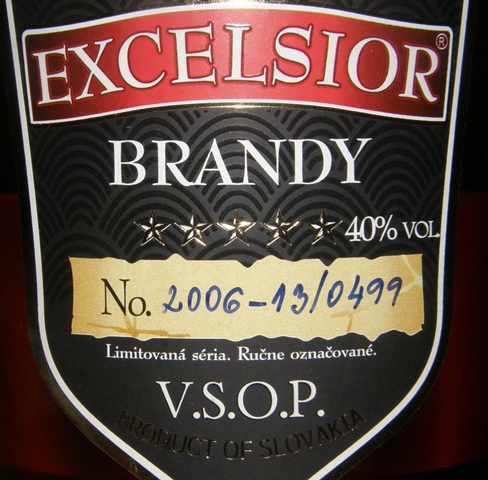 EXCELSIOR®
BRANDY
40% VOL.
No. 2006-13/0499
Limitovaná séria. Ručne označované.
V.S.O.P.
PRODUCT OF SLOVAKIA